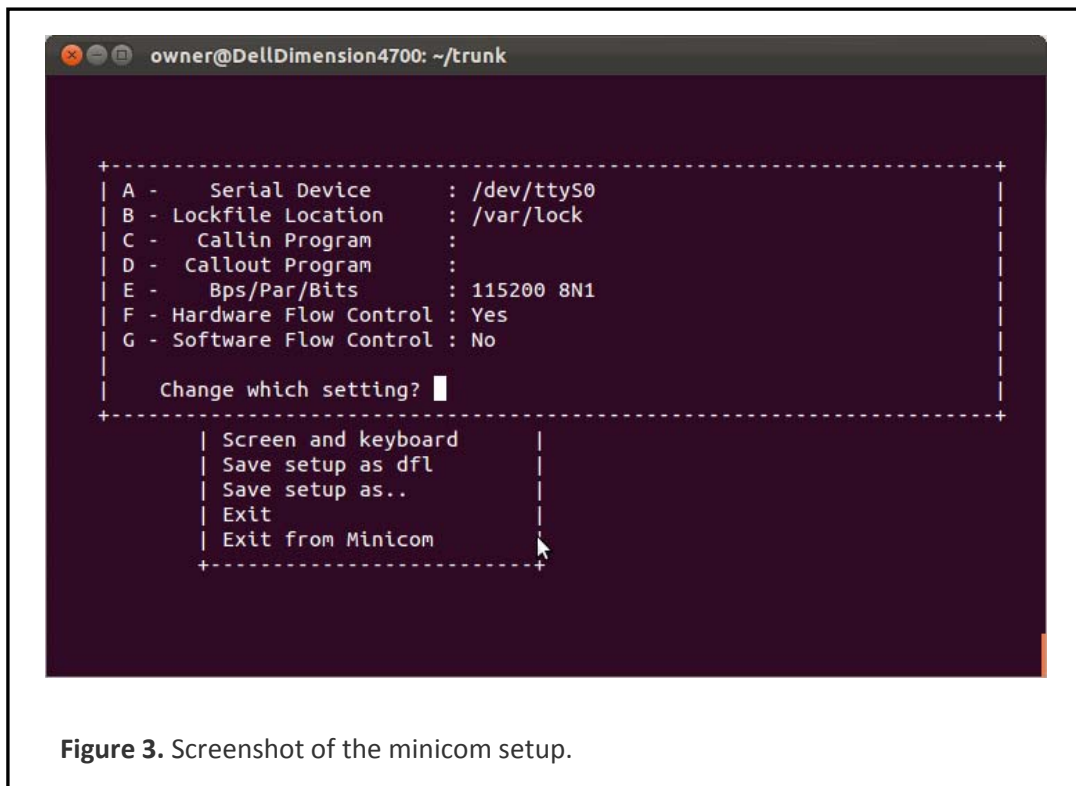 owner@DellDimension4700: ~/trunk
+-----------------------------------------------------------------------+
| A -    Serial Device      : /dev/ttyS0                                |
| B - Lockfile Location     : /var/lock                                 |
| C -   Callin Program      :                                           |
| D -  Callout Program      :                                           |
| E -    Bps/Par/Bits       : 115200 8N1                                |
| F - Hardware Flow Control : Yes                                       |
| G - Software Flow Control : No                                        |
|                                                                       |
|    Change which setting?                                              |
+-----------------------------------------------------------------------+
| Screen and keyboard      |
| Save setup as dfl        |
| Save setup as..          |
| Exit                     |
| Exit from Minicom        |
+--------------------------+
Figure 3. Screenshot of the minicom setup.